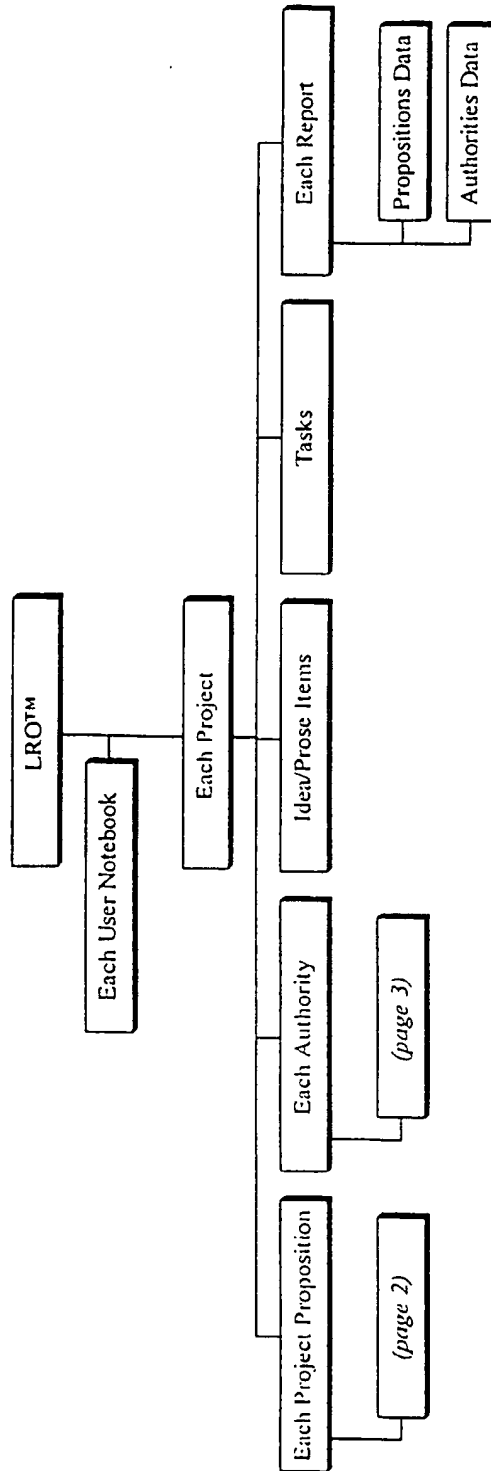 LRO™
Each User Notebook
Each Project
Each Project Proposition
Each Authority
Idea/Prose Items
Tasks
Each Report
(page 2)
(page 3)
Propositions Data
Authorities Data